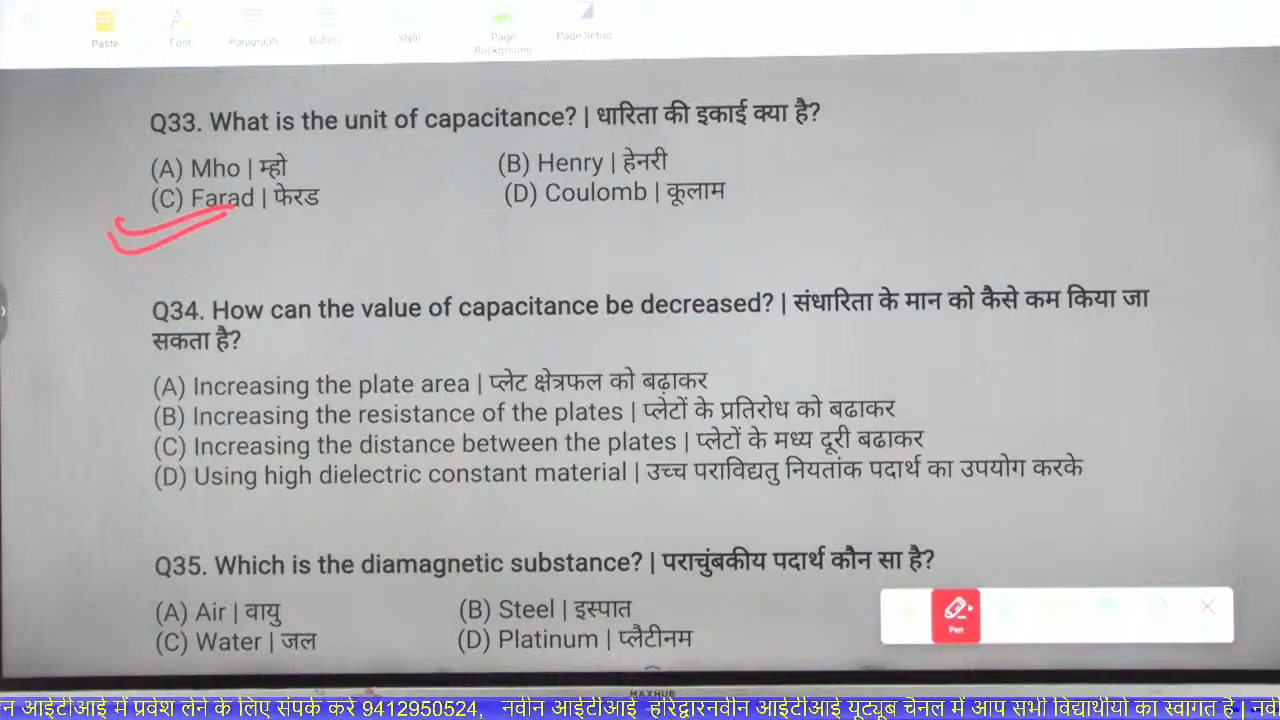 Paste
Font
Paragraph
Bullets
Style
Page Background
Page Setup
Q33. What is the unit of capacitance? | धारिता की इकाई क्या है?
(A) Mho | म्हो (B) Henry | हेनरी
(C) Farad | फेरड (D) Coulomb | कूलाम
Q34. How can the value of capacitance be decreased? | संधारिता के मान को कैसे कम किया जा
सकता है?
(A) Increasing the plate area | प्लेट क्षेत्रफल को बढ़ाकर
(B) Increasing the resistance of the plates | प्लेटों के प्रतिरोध को बढाकर
(C) Increasing the distance between the plates | प्लेटों के मध्य दूरी बढाकर
(D) Using high dielectric constant material | उच्च पराविद्यतु नियतांक पदार्थ का उपयोग करके
Q35. Which is the diamagnetic substance? | पराचुंबकीय पदार्थ कौन सा है?
(A) Air | वायु (B) Steel | इस्पात
(C) Water | जल (D) Platinum | प्लैटीनम
Pen
MAXHUB
न आईटीआई में प्रवेश लेने के लिए संपर्क करे 9412950524, नवीन आईटीआई हरिद्वारनवीन आईटीआई यूट्यूब चैनल में आप सभी विद्यार्थीयो का स्वागत है | नवी